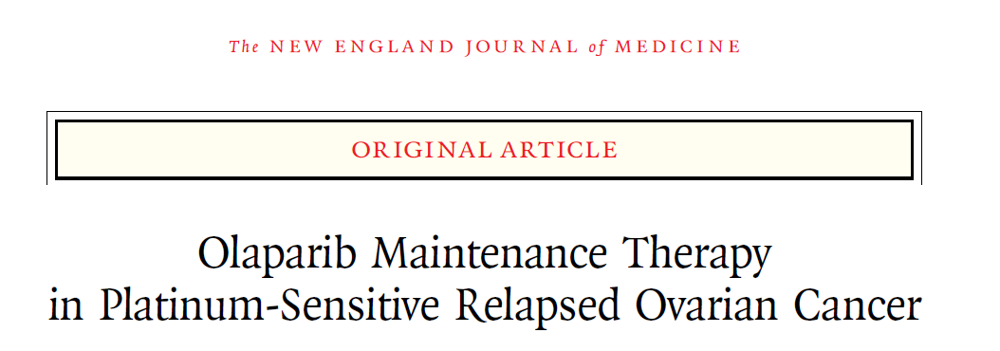 The NEW ENGLAND JOURNAL of MEDICINE
ORIGINAL ARTICLE
Olaparib Maintenance Therapy
in Platinum-Sensitive Relapsed Ovarian Cancer